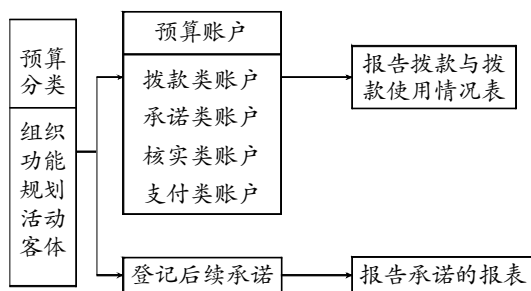 预算
分类
组织
功能
规划
活动
客体
预算账户
拨款类账户
承诺类账户
核实类账户
支付类账户
报告拨款与拨
款使用情况表
登记后续承诺
报告承诺的报表